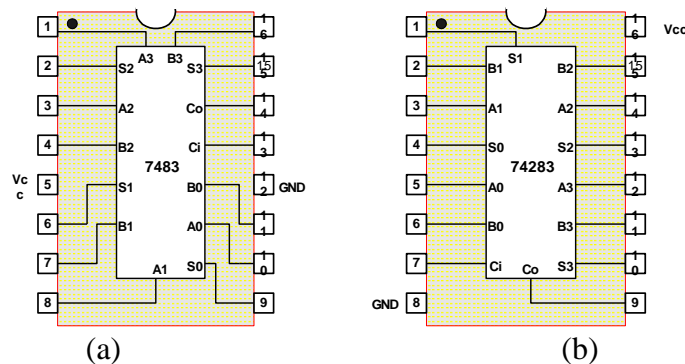 1
A3
B3
16
2
S2
S3
15
3
A2
Co
14
4
B2
Ci
13
7483
Vcc
5
S1
B0
12
GND
6
B1
A0
11
7
S0
10
A1
8
9
(a)
1
S1
16
Vcc
2
B1
B2
15
3
A1
A2
14
4
S0
S2
13
74283
5
A0
A3
12
6
B0
B3
11
7
Ci
Co
S3
10
GND
8
9
(b)